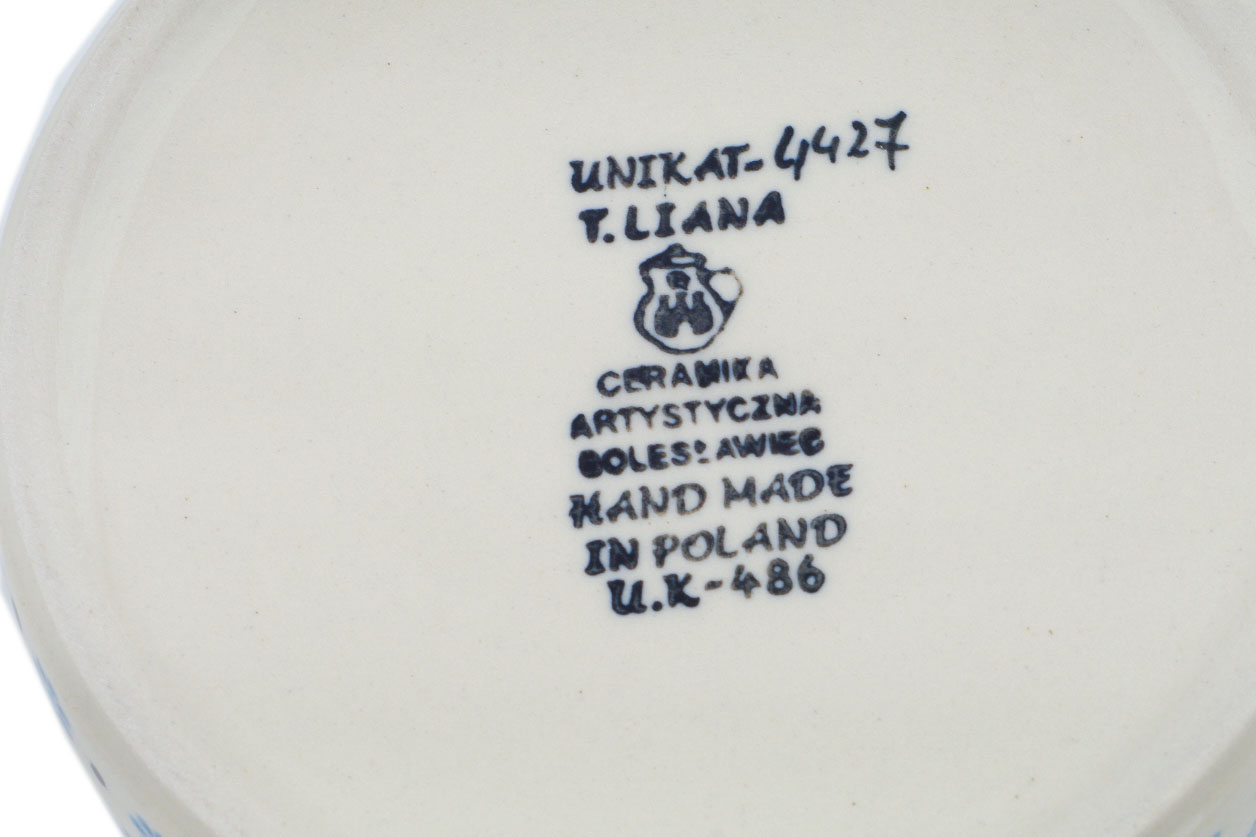 UNIKAT-4427
T. LIANA
CERAMIKA
ARTYSTYCZNA
BOLESŁAWIEC
HAND MADE
IN POLAND
U.K-486